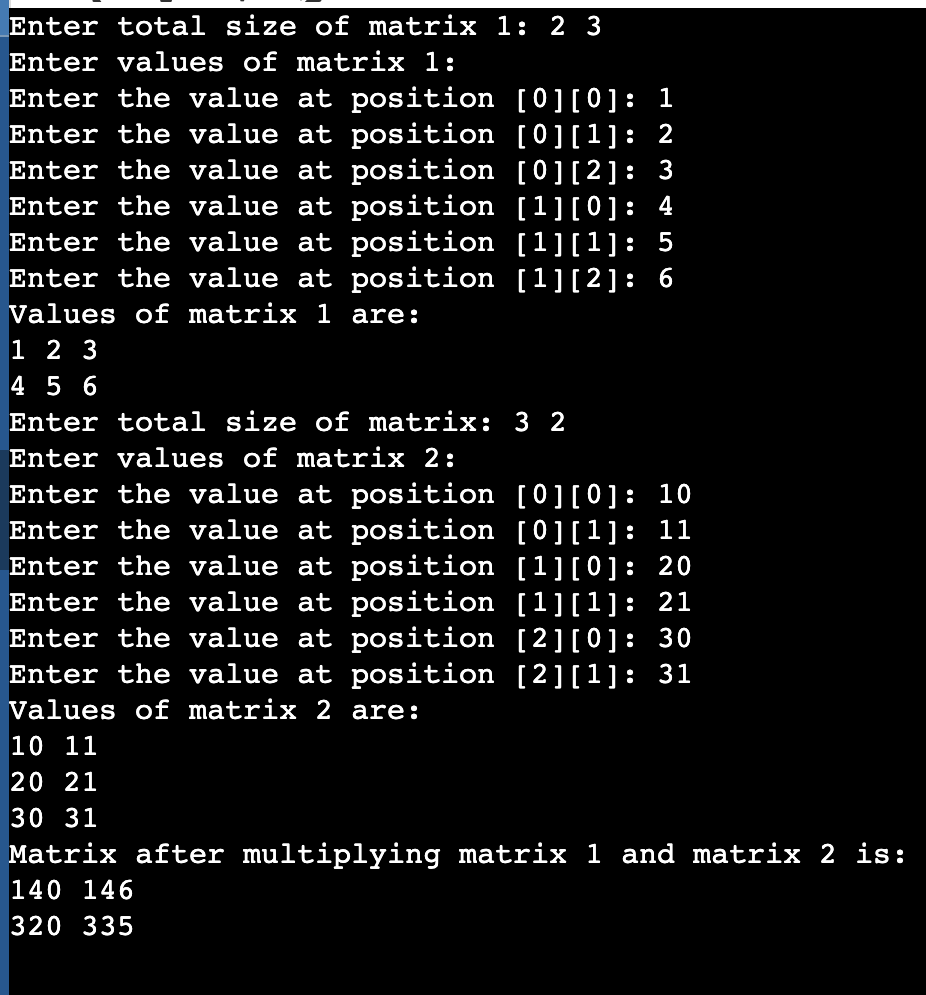 Enter total size of matrix 1: 2 3
Enter values of matrix 1:
Enter the value at position [0][0]: 1
Enter the value at position [0][1]: 2
Enter the value at position [0][2]: 3
Enter the value at position [1][0]: 4
Enter the value at position [1][1]: 5
Enter the value at position [1][2]: 6
Values of matrix 1 are:
1 2 3
4 5 6
Enter total size of matrix: 3 2
Enter values of matrix 2:
Enter the value at position [0][0]: 10
Enter the value at position [0][1]: 11
Enter the value at position [1][0]: 20
Enter the value at position [1][1]: 21
Enter the value at position [2][0]: 30
Enter the value at position [2][1]: 31
Values of matrix 2 are:
10 11
20 21
30 31
Matrix after multiplying matrix 1 and matrix 2 is:
140 146
320 335